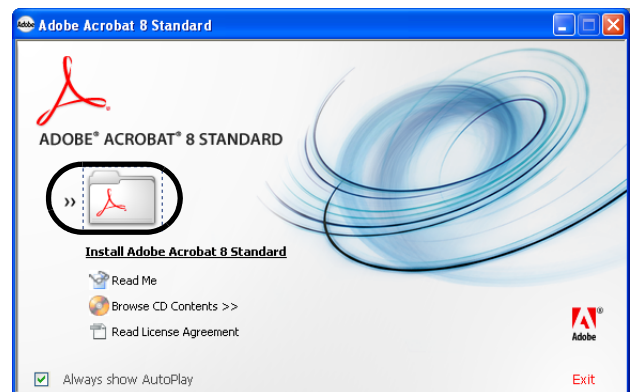 Adobe Adobe Acrobat 8 Standard
ADOBE® ACROBAT® 8 STANDARD
››
Install Adobe Acrobat 8 Standard
Read Me
Browse CD Contents >>
Read License Agreement
Adobe
Always show AutoPlay
Exit